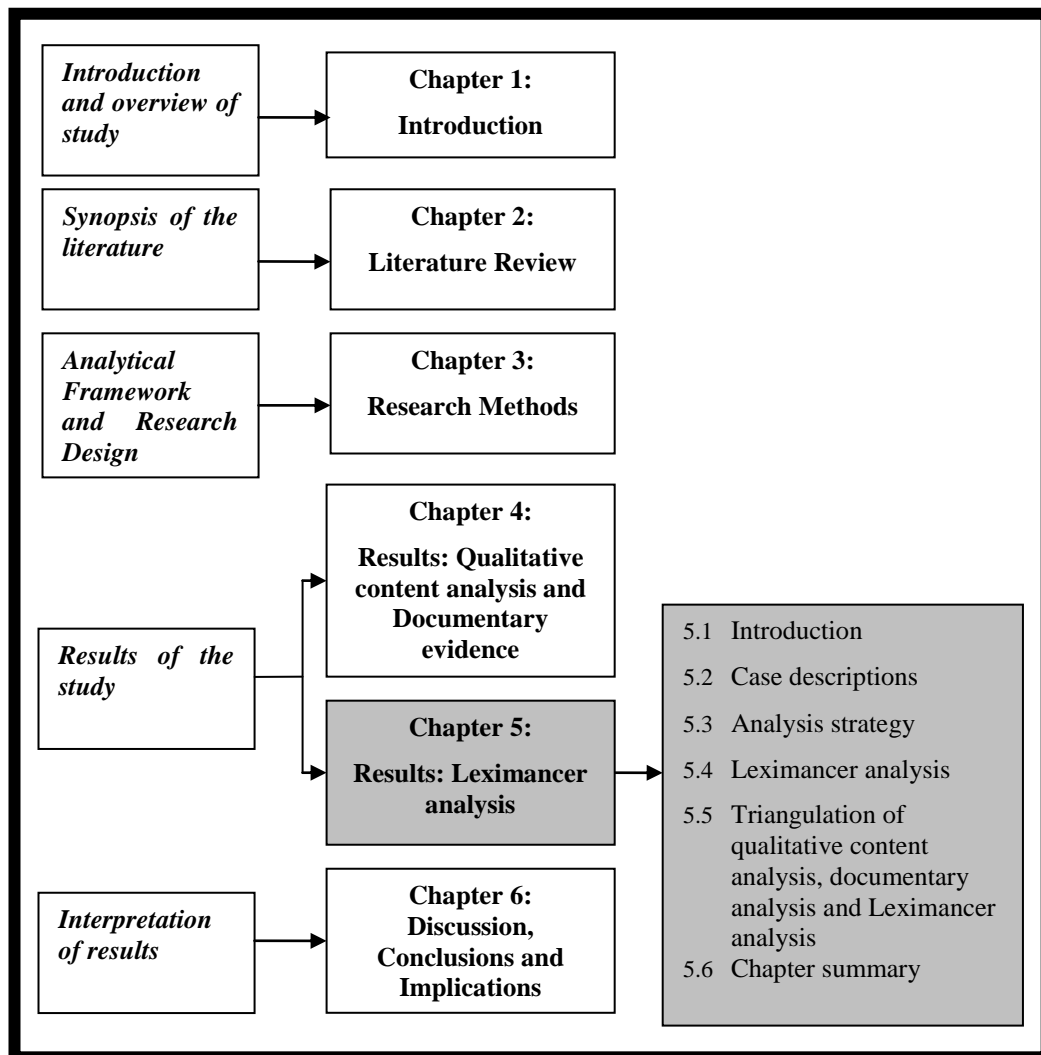 Introduction
and overview of
study
Chapter 1:
Introduction
Synopsis of the
literature
Chapter 2:
Literature Review
Analytical
Framework
and Research
Design
Chapter 3:
Research Methods
Results of the
study
Chapter 4:
Results: Qualitative
content analysis and
Documentary
evidence
Chapter 5:
Results: Leximancer
analysis
5.1 Introduction
5.2 Case descriptions
5.3 Analysis strategy
5.4 Leximancer analysis
5.5 Triangulation of
qualitative content
analysis, documentary
analysis and Leximancer
analysis
5.6 Chapter summary
Interpretation
of results
Chapter 6:
Discussion,
Conclusions and
Implications